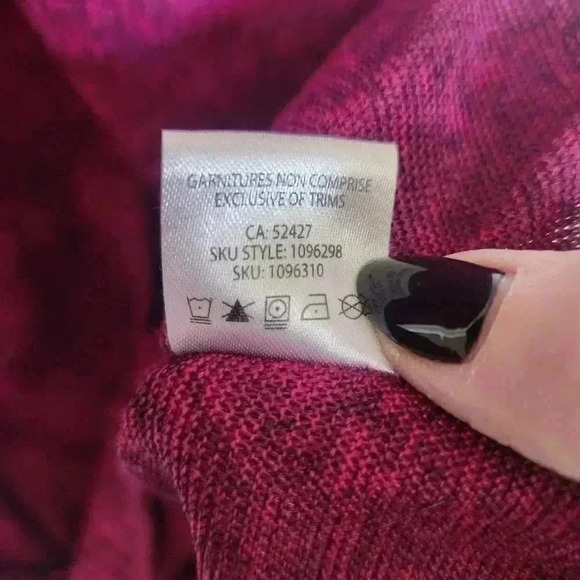 GARNITURES NON COMPRISE
EXCLUSIVE OF TRIMS
CA: 52427
SKU STYLE: 1096298
SKU: 1096310